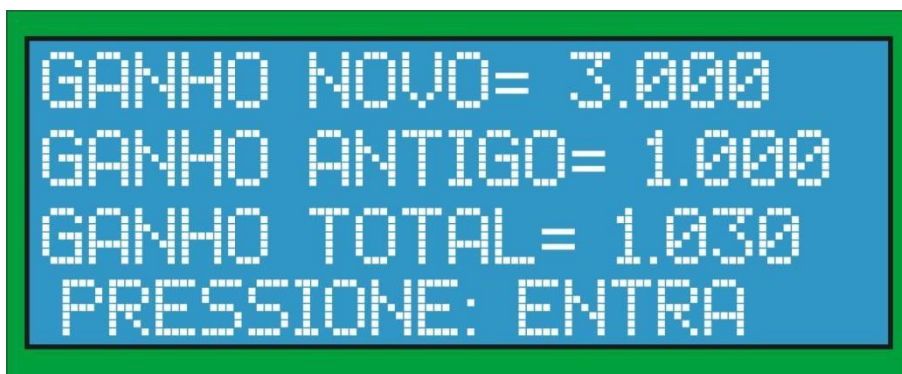 GANHO NOVO= 3.000
GANHO ANTIGO= 1.000
GANHO TOTAL= 1.030
PRESSIONE: ENTRA